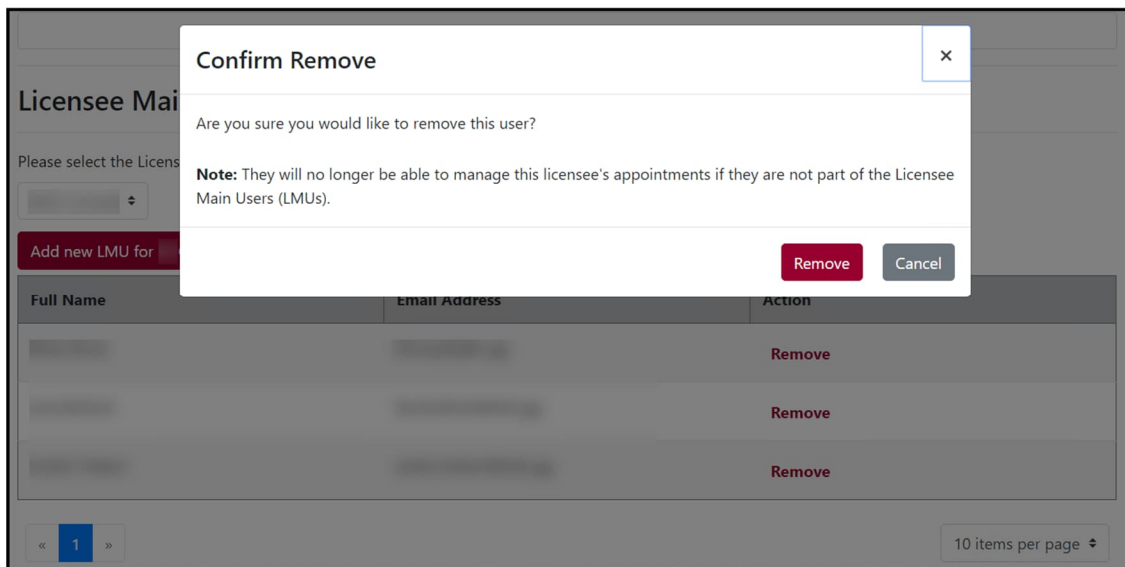 Confirm Remove
×
Licensee Mai
Are you sure you would like to remove this user?
Please select the Licens
Note: They will no longer be able to manage this licensee's appointments if they are not part of the Licensee
Main Users (LMUs).
Add new LMU for
Remove
Cancel
Full Name
Email Address
Action
Remove
Remove
Remove
«
1
»
10 items per page